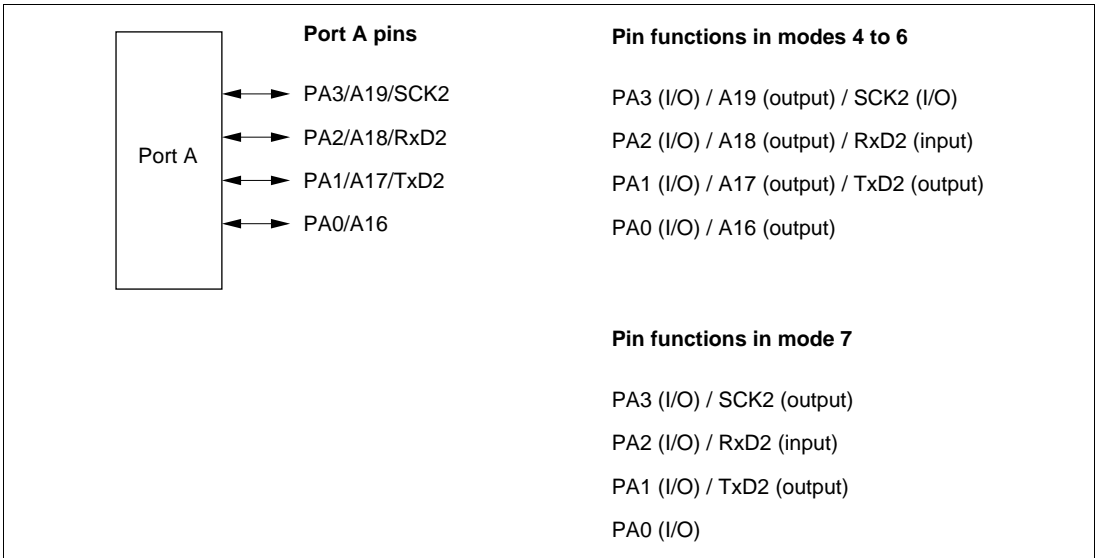 Port A
Port A pins
PA3/A19/SCK2
PA2/A18/RxD2
PA1/A17/TxD2
PA0/A16
Pin functions in modes 4 to 6
PA3 (I/O) / A19 (output) / SCK2 (I/O)
PA2 (I/O) / A18 (output) / RxD2 (input)
PA1 (I/O) / A17 (output) / TxD2 (output)
PA0 (I/O) / A16 (output)
Pin functions in mode 7
PA3 (I/O) / SCK2 (output)
PA2 (I/O) / RxD2 (input)
PA1 (I/O) / TxD2 (output)
PA0 (I/O)